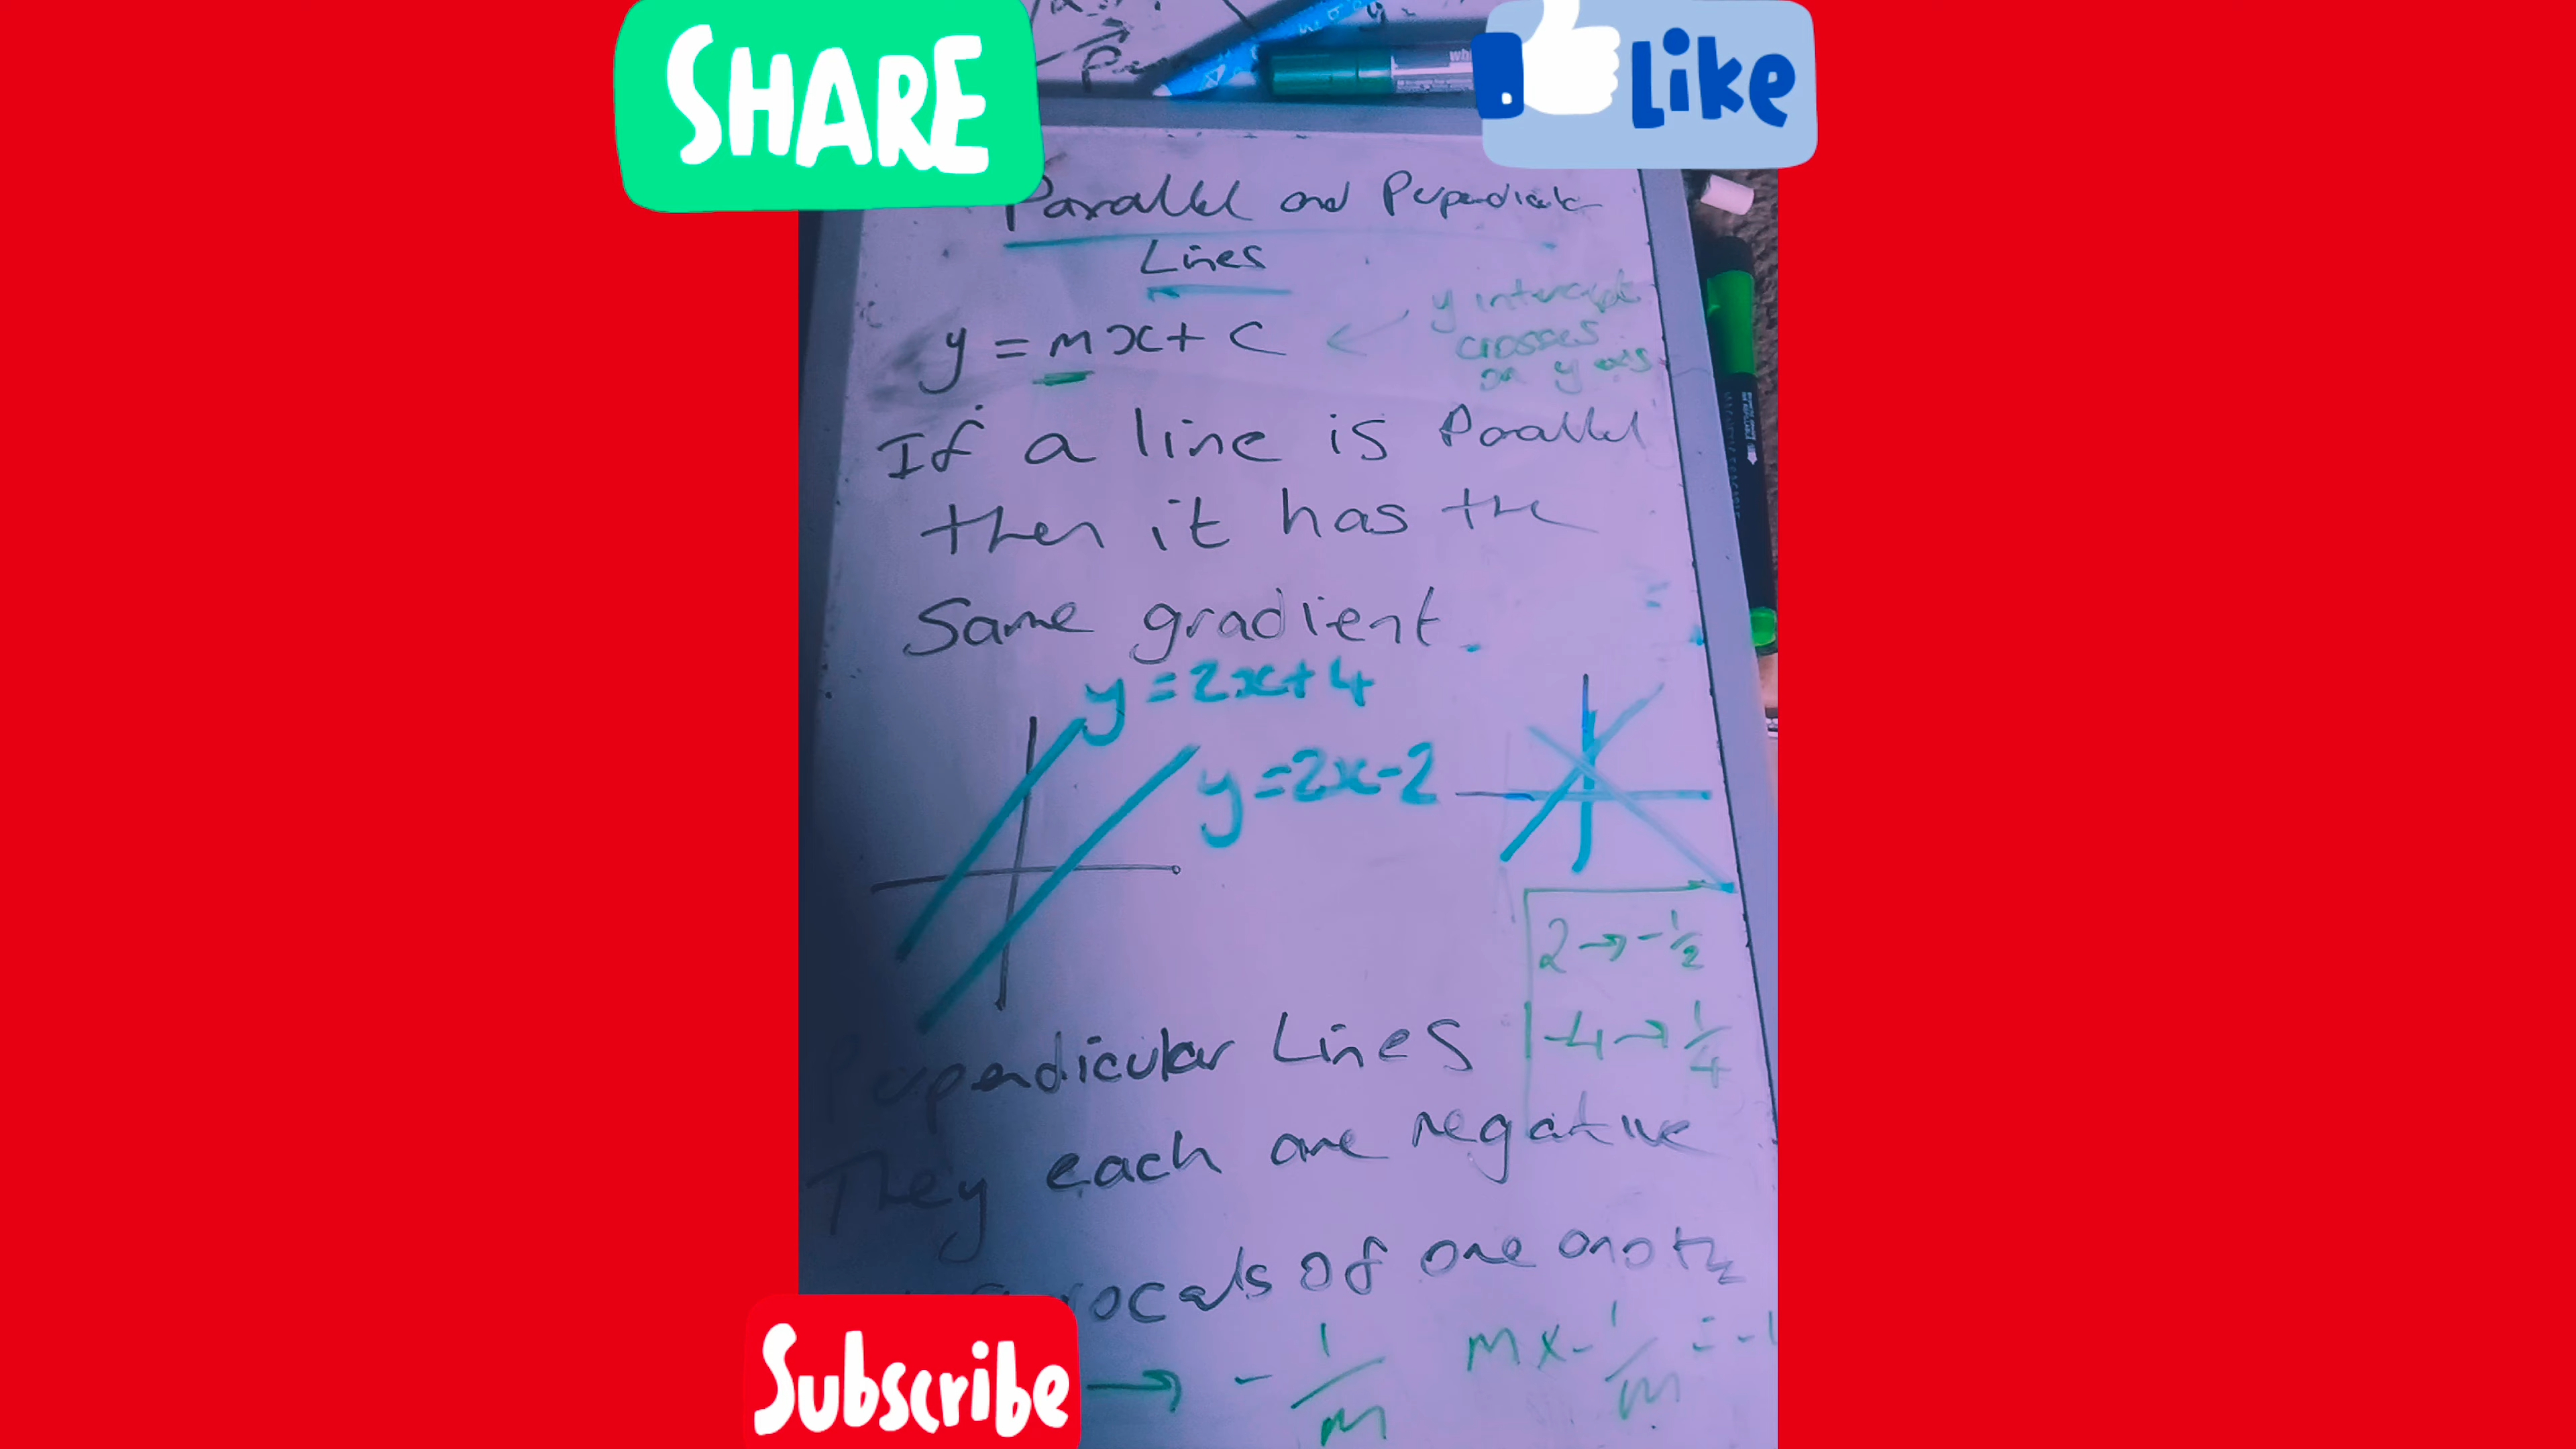 SHARE
Like
Parallel and Perpendicular
Lines
y = mx + c
y intercept
crosses
on y axis
If a line is Parallel
then it has the
Same gradient.
y = 2x + 4
y = 2x - 2
2 → -1/2
-4 → 1/4
Perpendicular Lines
They each are negative
of one another
Subscribe
→ - 1/m
m x - 1/m = -1